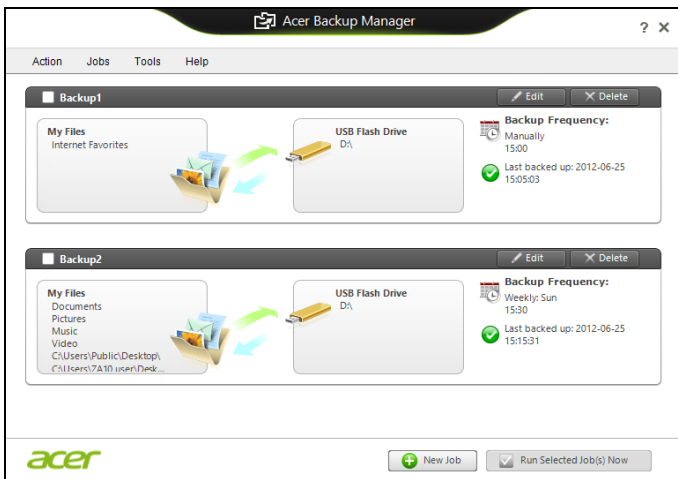 Acer Backup Manager
? ×
Action Jobs Tools Help
Backup1
Edit
Delete
My Files
Internet Favorites
USB Flash Drive
D:\
Backup Frequency:
Manually
15:00
Last backed up: 2012-06-25
15:05:03
Backup2
Edit
Delete
My Files
Documents
Pictures
Music
Video
C:\Users\Public\Desktop\
C:\Users\ZA10 user\Desk...
USB Flash Drive
D:\
Backup Frequency:
Weekly: Sun
15:30
Last backed up: 2012-06-25
15:15:31
acer
New Job
Run Selected Job(s) Now